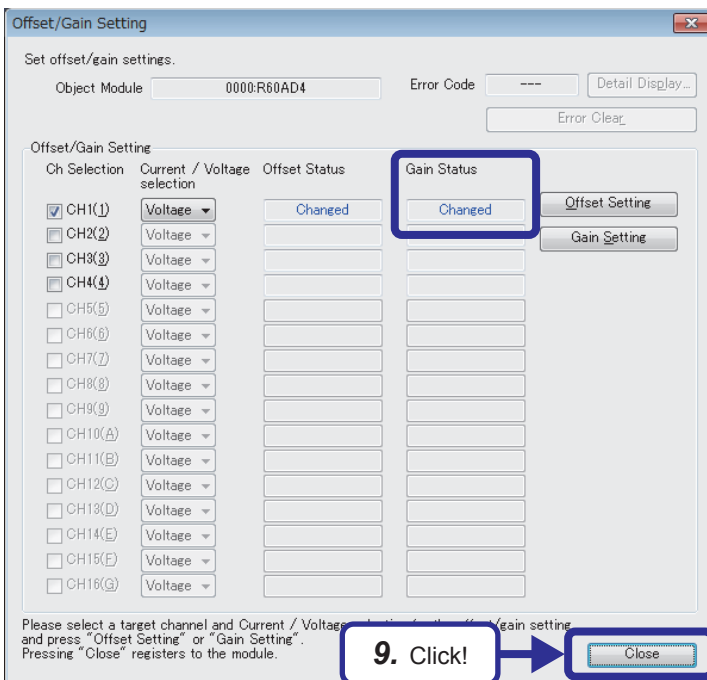 Offset/Gain Setting
Set offset/gain settings.
Object Module 0000:R60AD4 Error Code --- Detail Display...
Error Clear
Offset/Gain Setting
Ch Selection Current / Voltage selection Offset Status Gain Status
CH1(1) Voltage Changed Changed Offset Setting
CH2(2) Voltage Gain Setting
CH3(3) Voltage
CH4(4) Voltage
CH5(5) Voltage
CH6(6) Voltage
CH7(7) Voltage
CH8(8) Voltage
CH9(9) Voltage
CH10(A) Voltage
CH11(B) Voltage
CH12(C) Voltage
CH13(D) Voltage
CH14(E) Voltage
CH15(F) Voltage
CH16(G) Voltage
Please select a target channel and Current / Voltage /gain setting
and press "Offset Setting" or "Gain Setting".
Pressing "Close" registers to the module.
9. Click!
Close